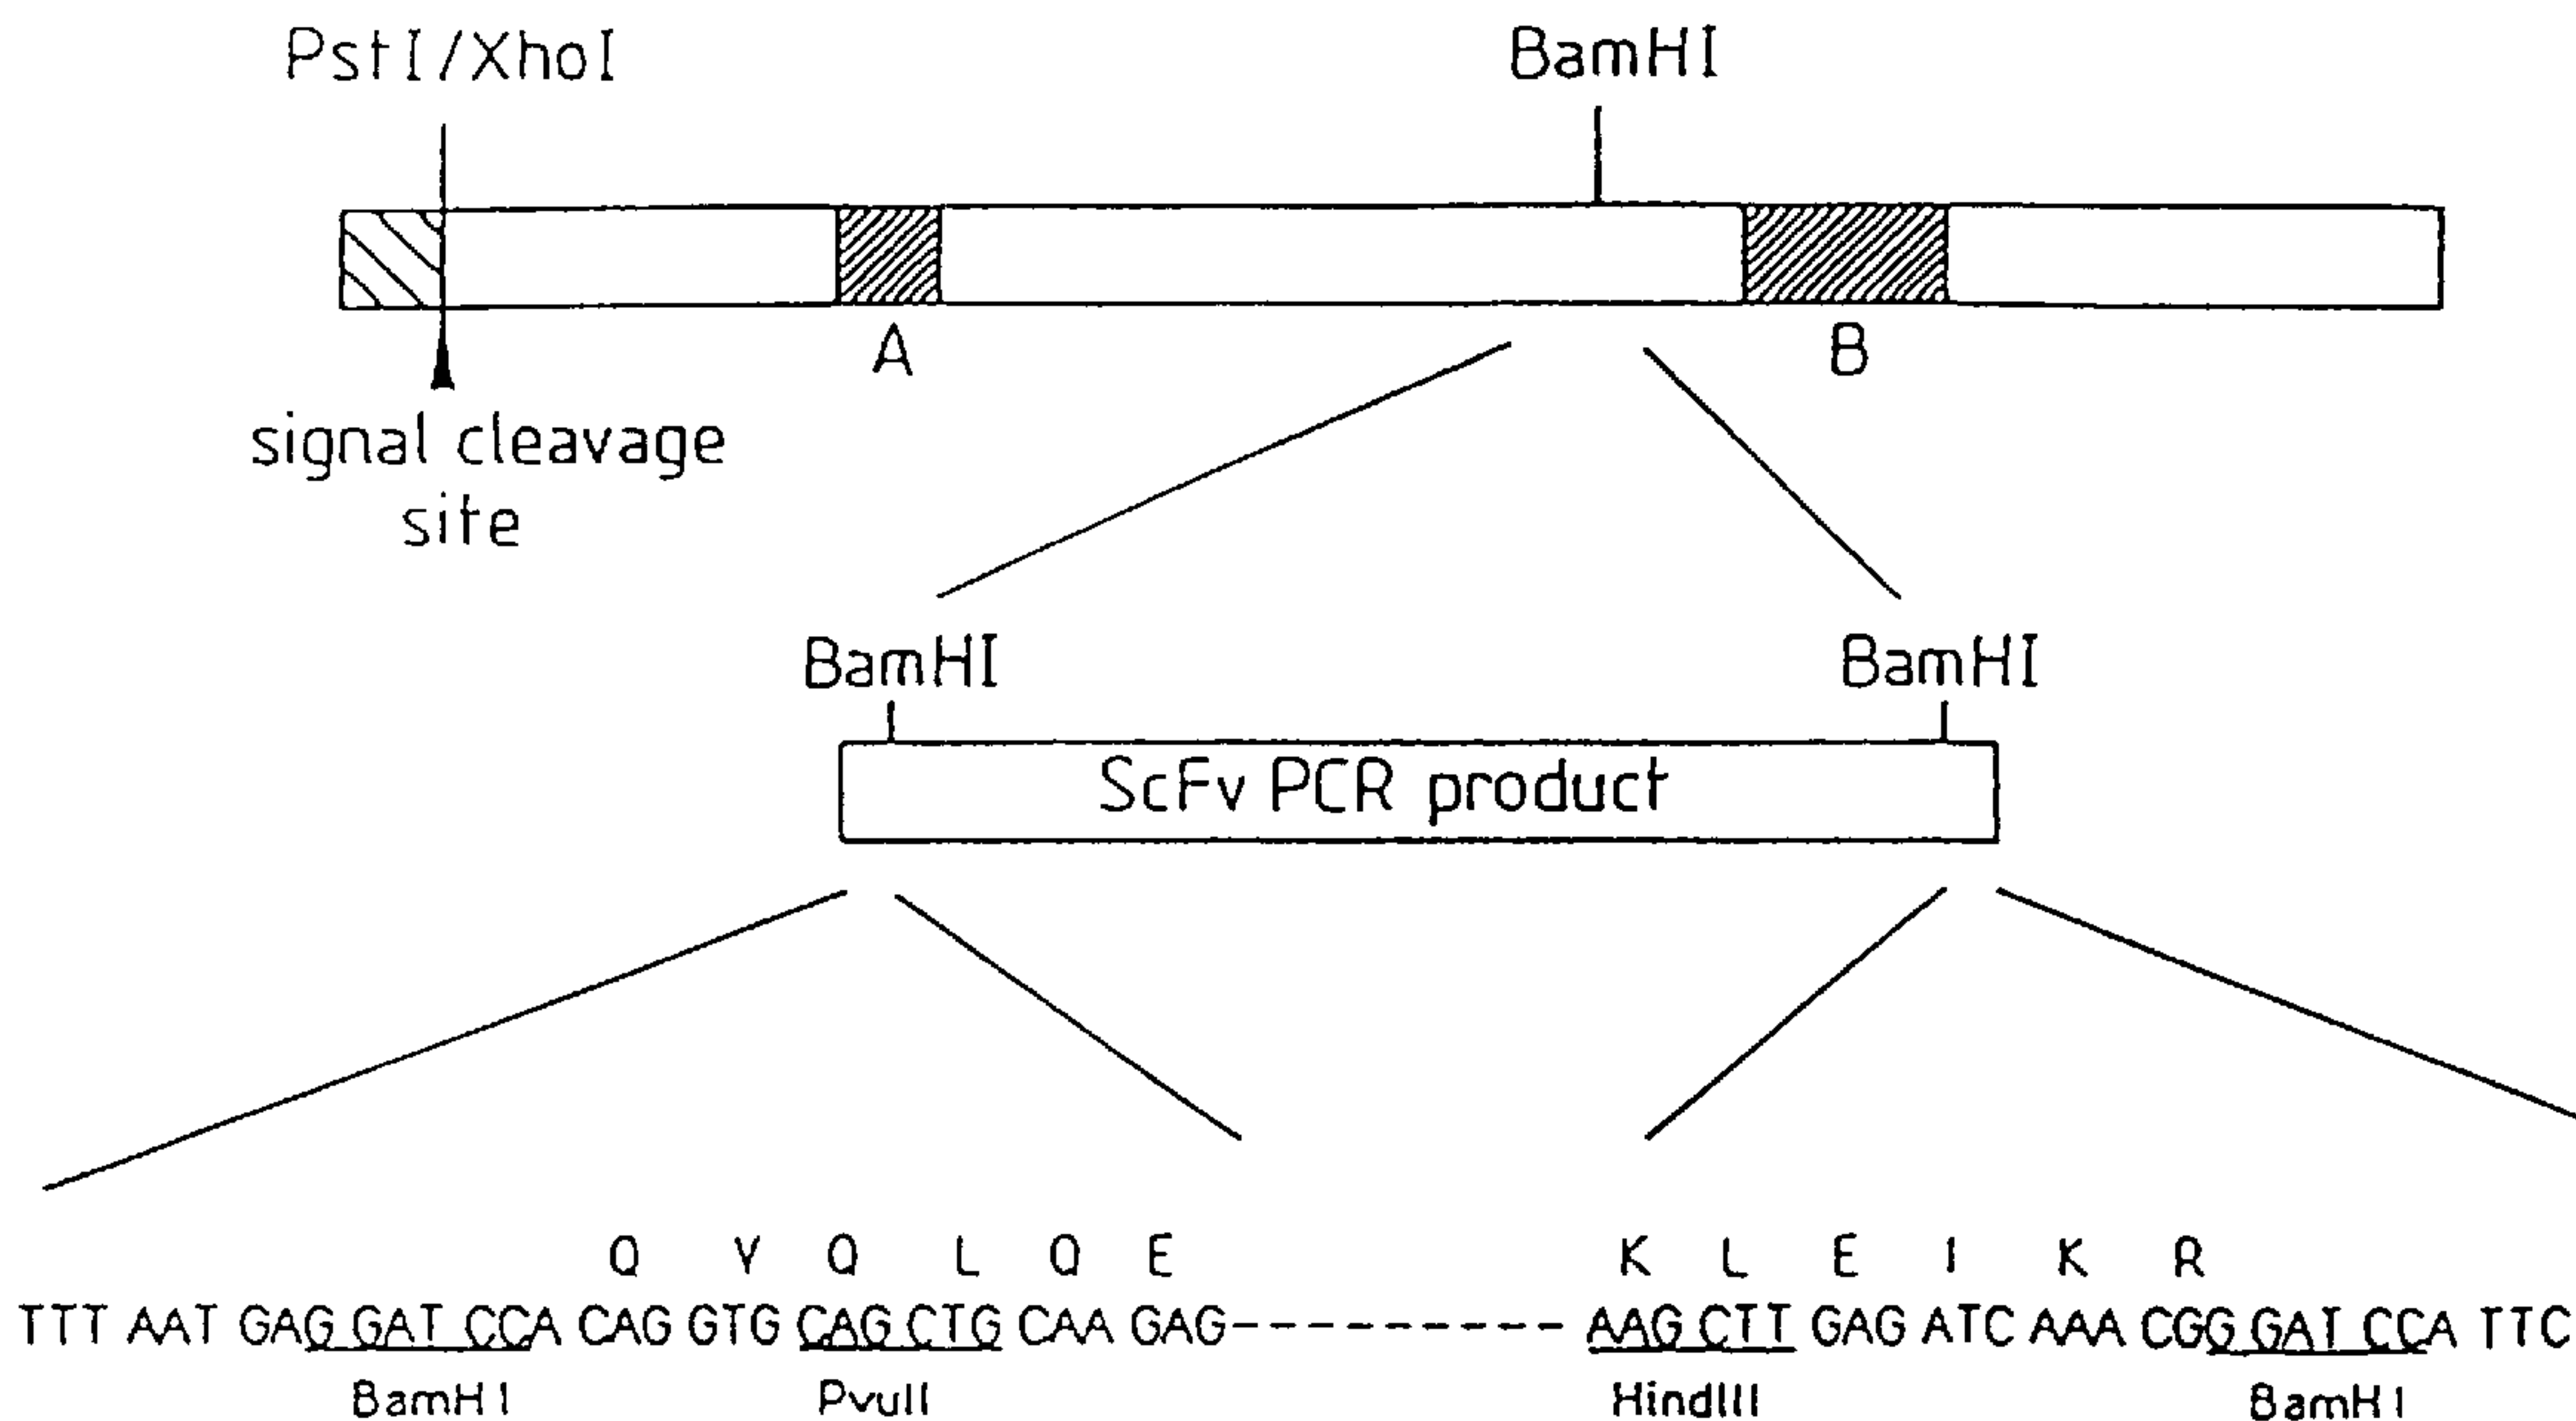 PstI/XhoI
BamHI
A
B
signal cleavage
site
BamHI
BamHI
ScFv PCR product
Q V Q L Q E
K L E I K R
TTT AAT GAG GAT CCA CAG GTG CAG CTG CAA GAG---------- AAG CTT GAG ATC AAA CGG GAT CCA TTC
BamHI
PvuII
HindIII
BamHI